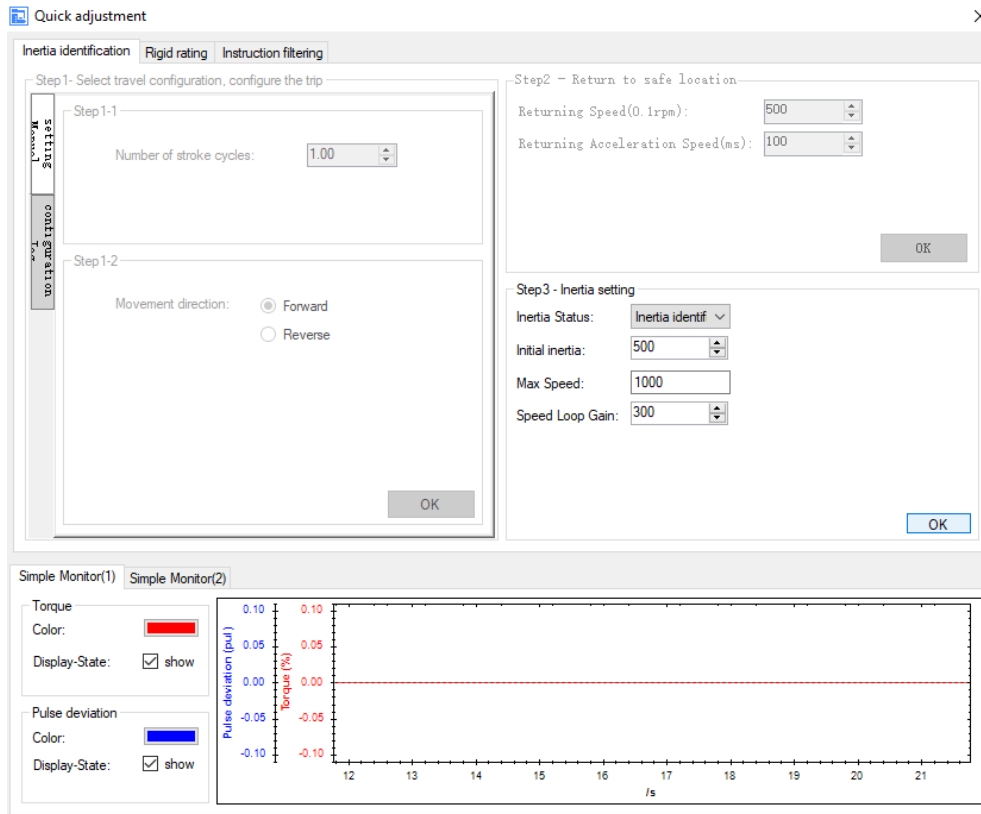 Quick adjustment
Inertia identification
Rigid rating
Instruction filtering
Step1- Select travel configuration, configure the trip
setting
configuration
Step1-1
Number of stroke cycles:
1.00
Step1-2
Movement direction:
Forward
Reverse
OK
Step2 - Return to safe location
Returning Speed(0.1rpm):
500
Returning Acceleration Speed(ms):
100
OK
Step3 - Inertia setting
Inertia Status:
Inertia identif
Initial inertia:
500
Max Speed:
1000
Speed Loop Gain:
300
OK
Simple Monitor(1)
Simple Monitor(2)
Torque
Color:
Display-State:
show
Pulse deviation
Color:
Display-State:
show
Pulse deviation (pul)
0.10
0.05
0.00
-0.05
-0.10
Torque (%)
0.10
0.05
0.00
-0.05
-0.10
12 13 14 15 16 17 18 19 20 21
/s